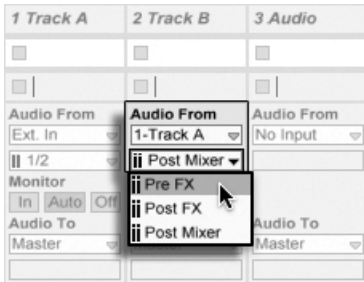 1 Track A 2 Track B 3 Audio
Audio From Audio From Audio From
Ext. In 1-Track A No Input
1/2 Post Mixer
Monitor Pre FX
In Auto Off Post FX
Audio To Post Mixer Audio To
Master Master